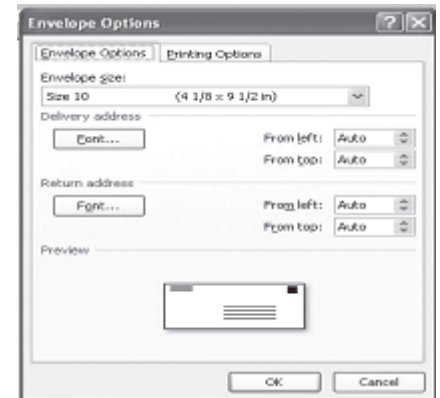 Envelope Options
Envelope Options Printing Options
Envelope size:
Size 10 (4 1/8 x 9 1/2 in)
Delivery address
Font... From left: Auto
From top: Auto
Return address
Font... From left: Auto
From top: Auto
Preview
OK Cancel